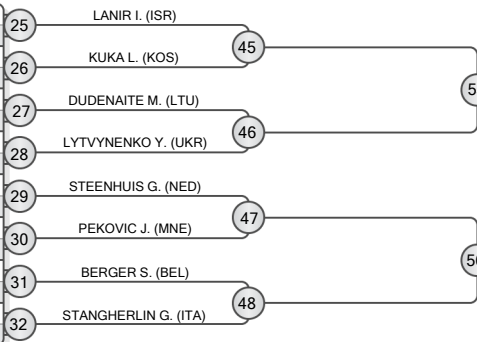 25
LANIR I. (ISR)
45
26
KUKA L. (KOS)
27
DUDENAITE M. (LTU)
46
28
LYTVYNENKO Y. (UKR)
29
STEENHUIS G. (NED)
47
30
PEKOVIC J. (MNE)
31
BERGER S. (BEL)
48
32
STANGHERLIN G. (ITA)